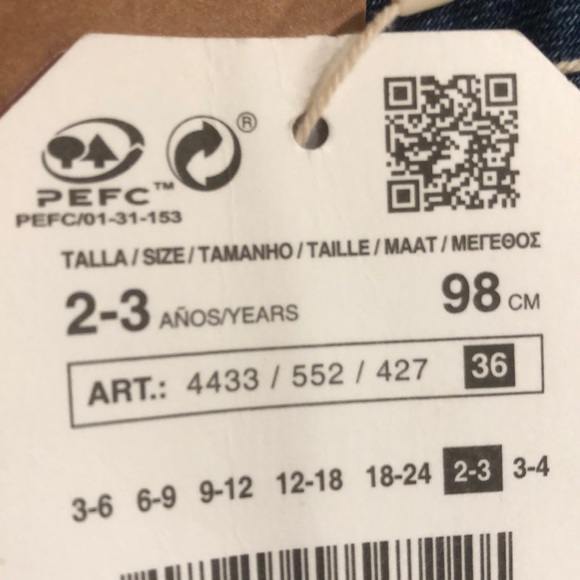 ®
PEFC™
PEFC/01-31-153
TALLA / SIZE / TAMANHO / TAILLE / MAAT / ΜΕΓΕΘΟΣ
2-3 AÑOS/YEARS 98 CM
ART.: 4433 / 552 / 427 36
3-6 6-9 9-12 12-18 18-24 2-3 3-4